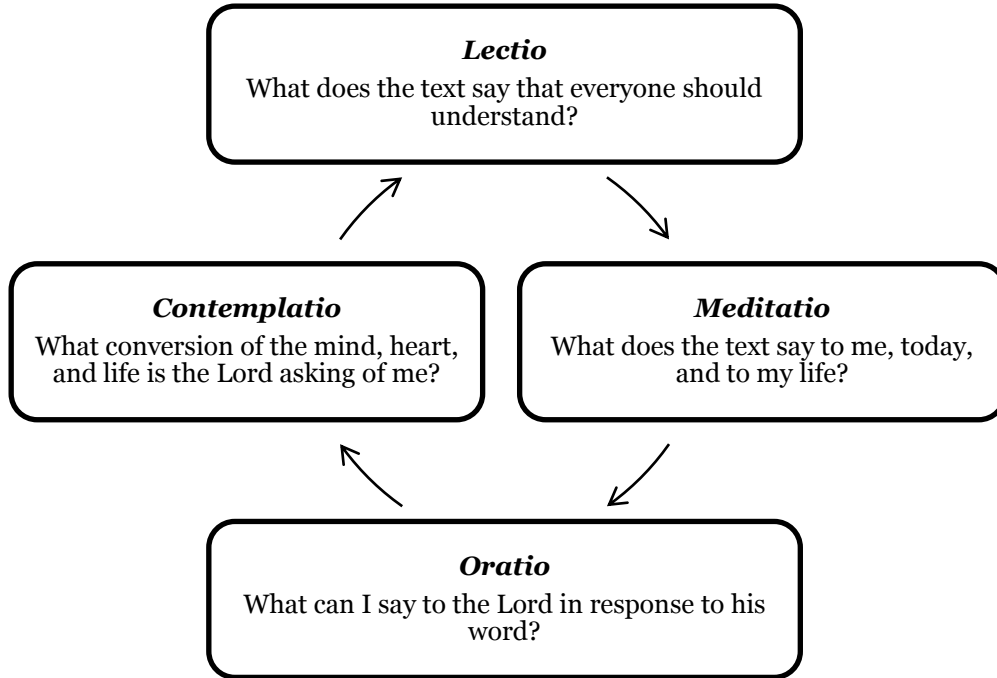 Lectio
What does the text say that everyone should
understand?
Contemplatio
What conversion of the mind, heart,
and life is the Lord asking of me?
Meditatio
What does the text say to me, today,
and to my life?
Oratio
What can I say to the Lord in response to his
word?